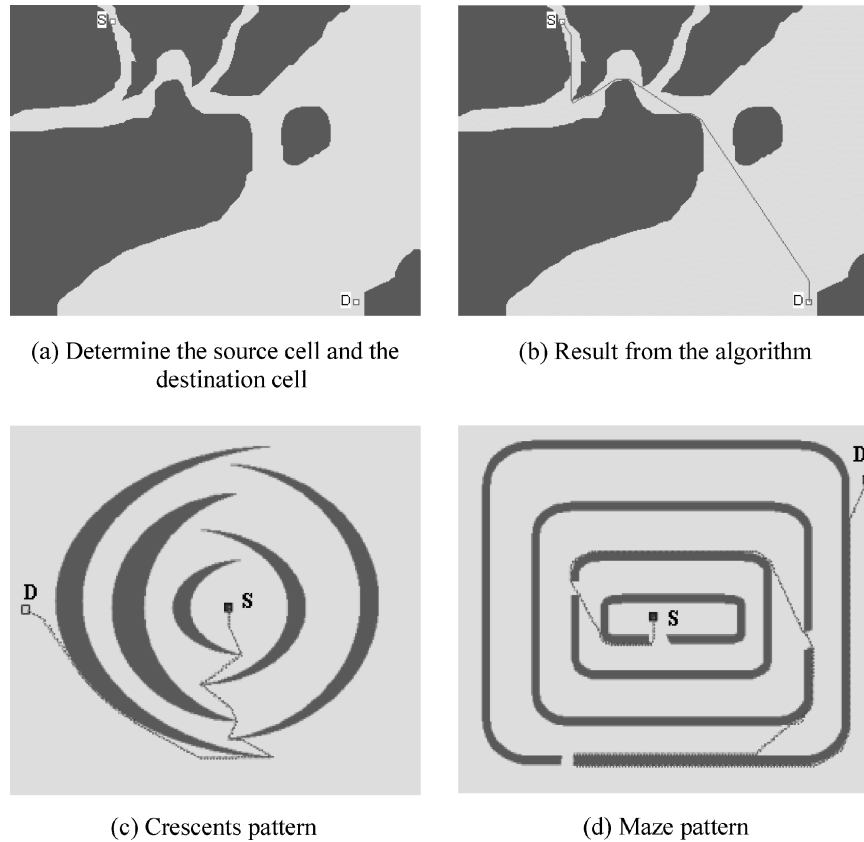 S
D
S
D
(a) Determine the source cell and the
destination cell
(b) Result from the algorithm
D
S
D
S
(c) Crescents pattern
(d) Maze pattern